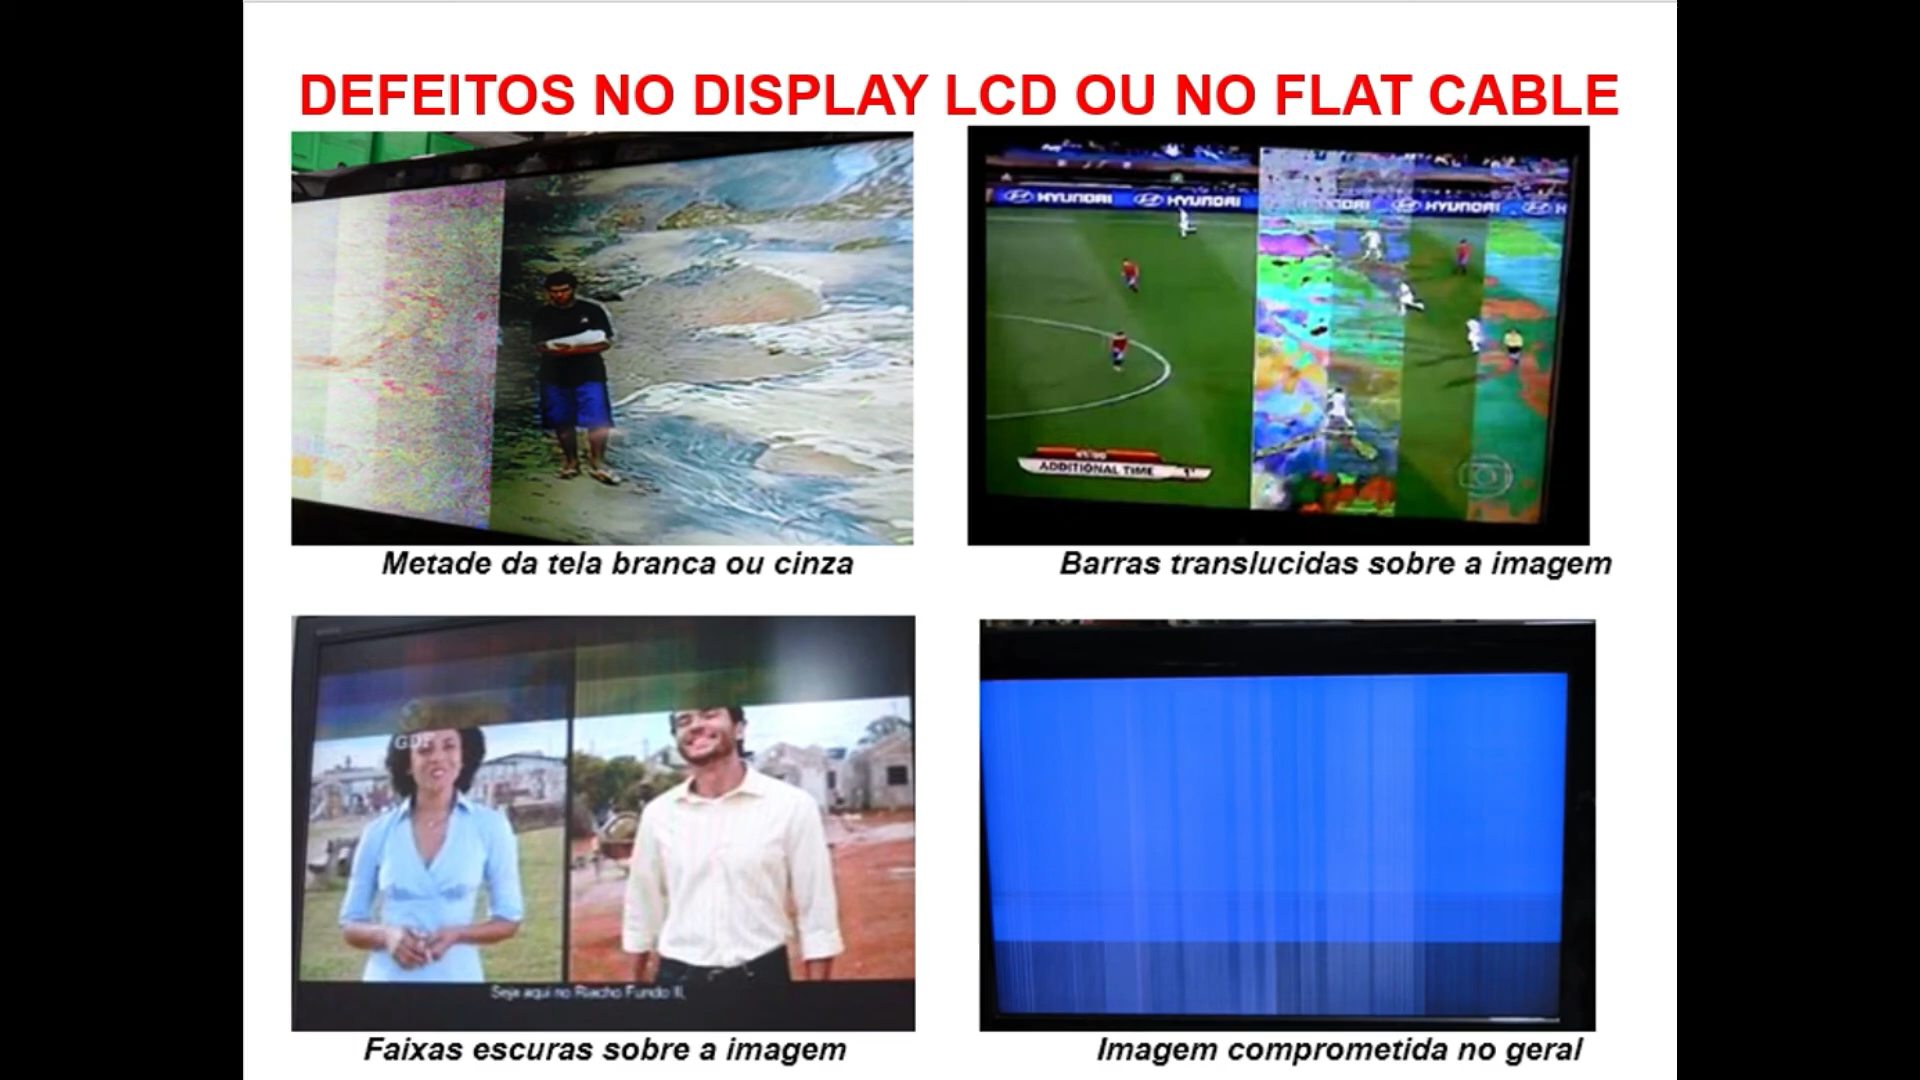 DEFEITOS NO DISPLAY LCD OU NO FLAT CABLE
HYUNDAI HYUNDAI HYUNDAI
ADDITIONAL TIME
Metade da tela branca ou cinza
Barras translucidas sobre a imagem
Seja aqui no Riacho Fundo II,
Faixas escuras sobre a imagem
Imagem comprometida no geral